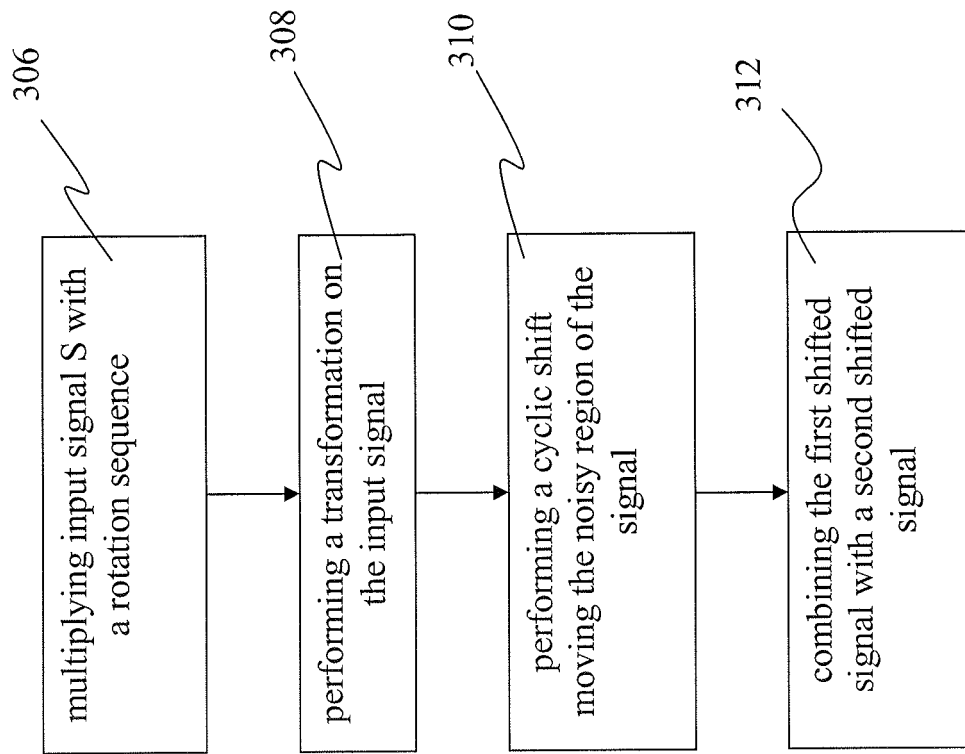 306
multiplying input signal S with
a rotation sequence
308
performing a transformation on
the input signal
310
performing a cyclic shift
moving the noisy region of the
signal
312
combining the first shifted
signal with a second shifted
signal